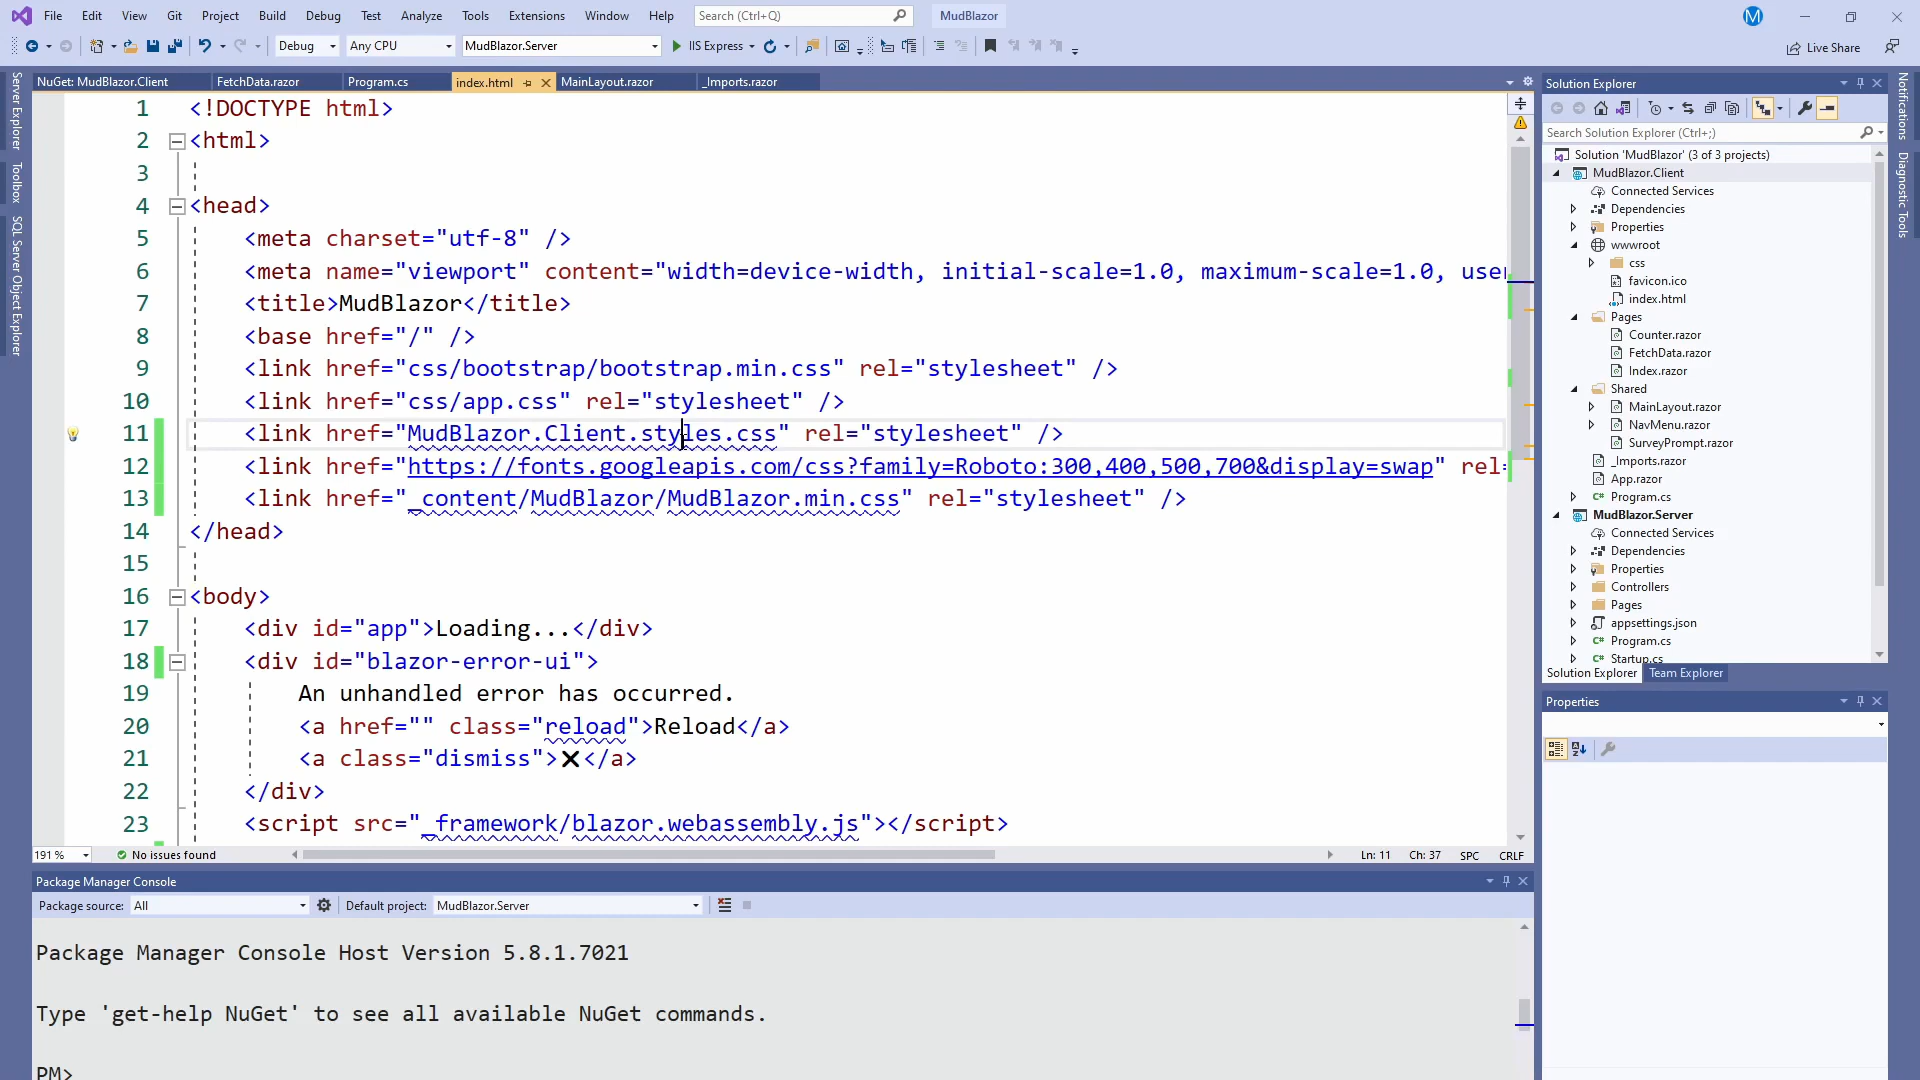 File Edit View Git Project Build Debug Test Analyze Tools Extensions Window Help Search (Ctrl+Q) MudBlazor M
Debug Any CPU MudBlazor.Server IIS Express Live Share
NuGet: MudBlazor.Client FetchData.razor Program.cs index.html MainLayout.razor _Imports.razor
Server Explorer
Toolbox
SQL Server Object Explorer
1 <!DOCTYPE html>
2 <html>
3
4 <head>
5 <meta charset="utf-8" />
6 <meta name="viewport" content="width=device-width, initial-scale=1.0, maximum-scale=1.0, user
7 <title>MudBlazor</title>
8 <base href="/" />
9 <link href="css/bootstrap/bootstrap.min.css" rel="stylesheet" />
10 <link href="css/app.css" rel="stylesheet" />
11 <link href="MudBlazor.Client.styles.css" rel="stylesheet" />
12 <link href="https://fonts.googleapis.com/css?family=Roboto:300,400,500,700&display=swap" rel=
13 <link href="_content/MudBlazor/MudBlazor.min.css" rel="stylesheet" />
14 </head>
15
16 <body>
17 <div id="app">Loading...</div>
18 <div id="blazor-error-ui">
19 An unhandled error has occurred.
20 <a href="" class="reload">Reload</a>
21 <a class="dismiss">🗙</a>
22 </div>
23 <script src="_framework/blazor.webassembly.js"></script>
191 % No issues found Ln: 11 Ch: 37 SPC CRLF
Package Manager Console
Package source: All Default project: MudBlazor.Server
Package Manager Console Host Version 5.8.1.7021
Type 'get-help NuGet' to see all available NuGet commands.
PM>
Solution Explorer
Search Solution Explorer (Ctrl+;)
Solution 'MudBlazor' (3 of 3 projects)
MudBlazor.Client
Connected Services
Dependencies
Properties
wwwroot
css
favicon.ico
index.html
Pages
Counter.razor
FetchData.razor
Index.razor
Shared
MainLayout.razor
NavMenu.razor
SurveyPrompt.razor
_Imports.razor
App.razor
Program.cs
MudBlazor.Server
Connected Services
Dependencies
Properties
Controllers
Pages
appsettings.json
Program.cs
Startup.cs
Solution Explorer Team Explorer
Properties
Notifications
Diagnostic Tools